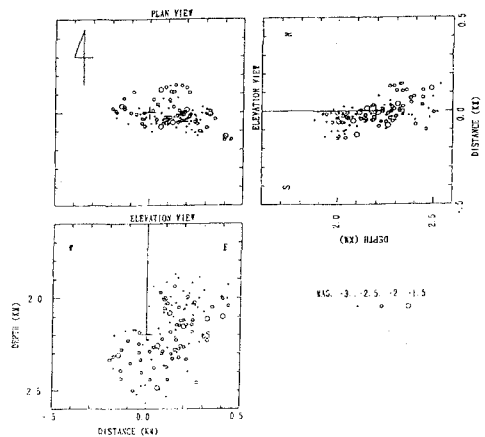 PLAN VIEW
N
ELEVATION VIEW
S
0.5
0.0
-.5
DISTANCE (KM)
2.0
2.5
DEPTH (KM)
ELEVATION VIEW
W
E
2.0
2.5
DEPTH (KM)
-.5
0.0
0.5
DISTANCE (KM)
MAG. -3. -2.5. -2 -1.5